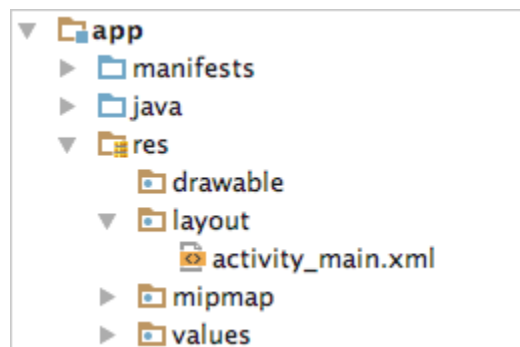 app
manifests
java
res
drawable
layout
activity_main.xml
mipmap
values